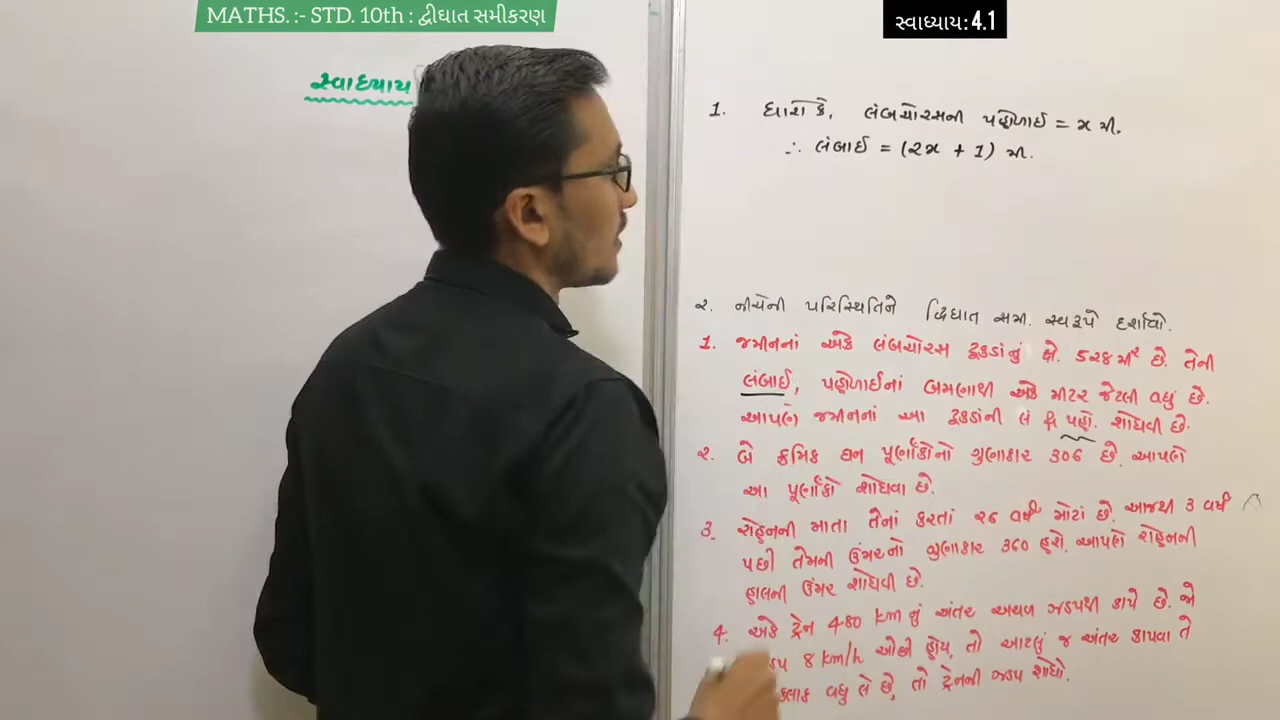 MATHS. :- STD. 10th : દ્વીઘાત સમીકરણ
સ્વાધ્યાય: 4.1
સ્વાધ્યાય
1. ધારો કે, લંબચોરસની પહોળાઈ = x મી.
∴ લંબાઈ = (2x + 1) મી.
૨. નીચેની પરિસ્થિતિને દ્વિઘાત સમી. સ્વરૂપે દર્શાવો.
1. જમીનનાં એક લંબચોરસ ટૂકડાંનું ક્ષે. 528 મી² છે. તેની
લંબાઈ, પહોળાઈનાં બમણાથી એક મીટર જેટલી વધું છે.
આપણે જમીનનાં આ ટૂકડાંની લં & પહો. શોધવી છે.
૨. બે ક્રમિક ધન પૂર્ણાંકોનો ગુણાકાર 306 છે. આપણે
આ પૂર્ણાંકો શોધવા છે.
3. રોહનની માતા તેનાં કરતાં ૨6 વર્ષ મોટાં છે. આજથી 3 વર્ષ
પછી તેમની ઉંમરનો ગુણાકાર 360 હશે. આપણે રોહનની
હાલની ઉંમર શોધવી છે.
4. એક ટ્રેન 480 km નું અંતર અચળ ઝડપથી કાપે છે. જો
8 km/h ઓછી હોય, તો આટલું જ અંતર કાપવા તે
કલાક વધુ લે છે, તો ટ્રેનની ઝડપ શોધો.